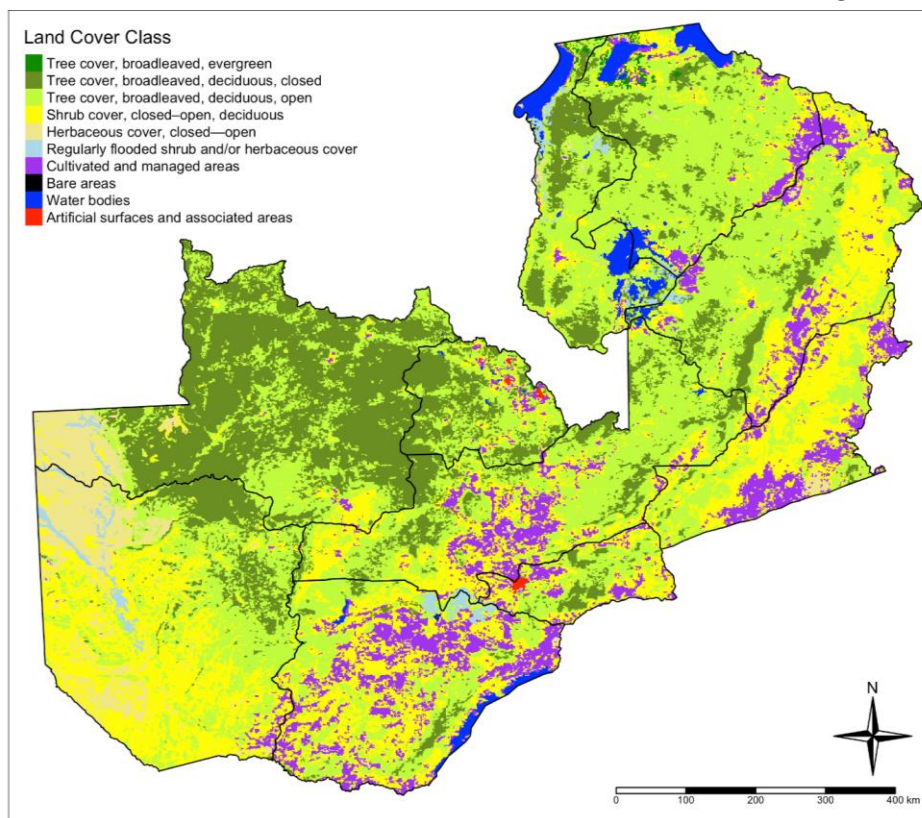 Land Cover Class
Tree cover, broadleaved, evergreen
Tree cover, broadleaved, deciduous, closed
Tree cover, broadleaved, deciduous, open
Shrub cover, closed–open, deciduous
Herbaceous cover, closed—open
Regularly flooded shrub and/or herbaceous cover
Cultivated and managed areas
Bare areas
Water bodies
Artificial surfaces and associated areas
N
0 100 200 300 400 km